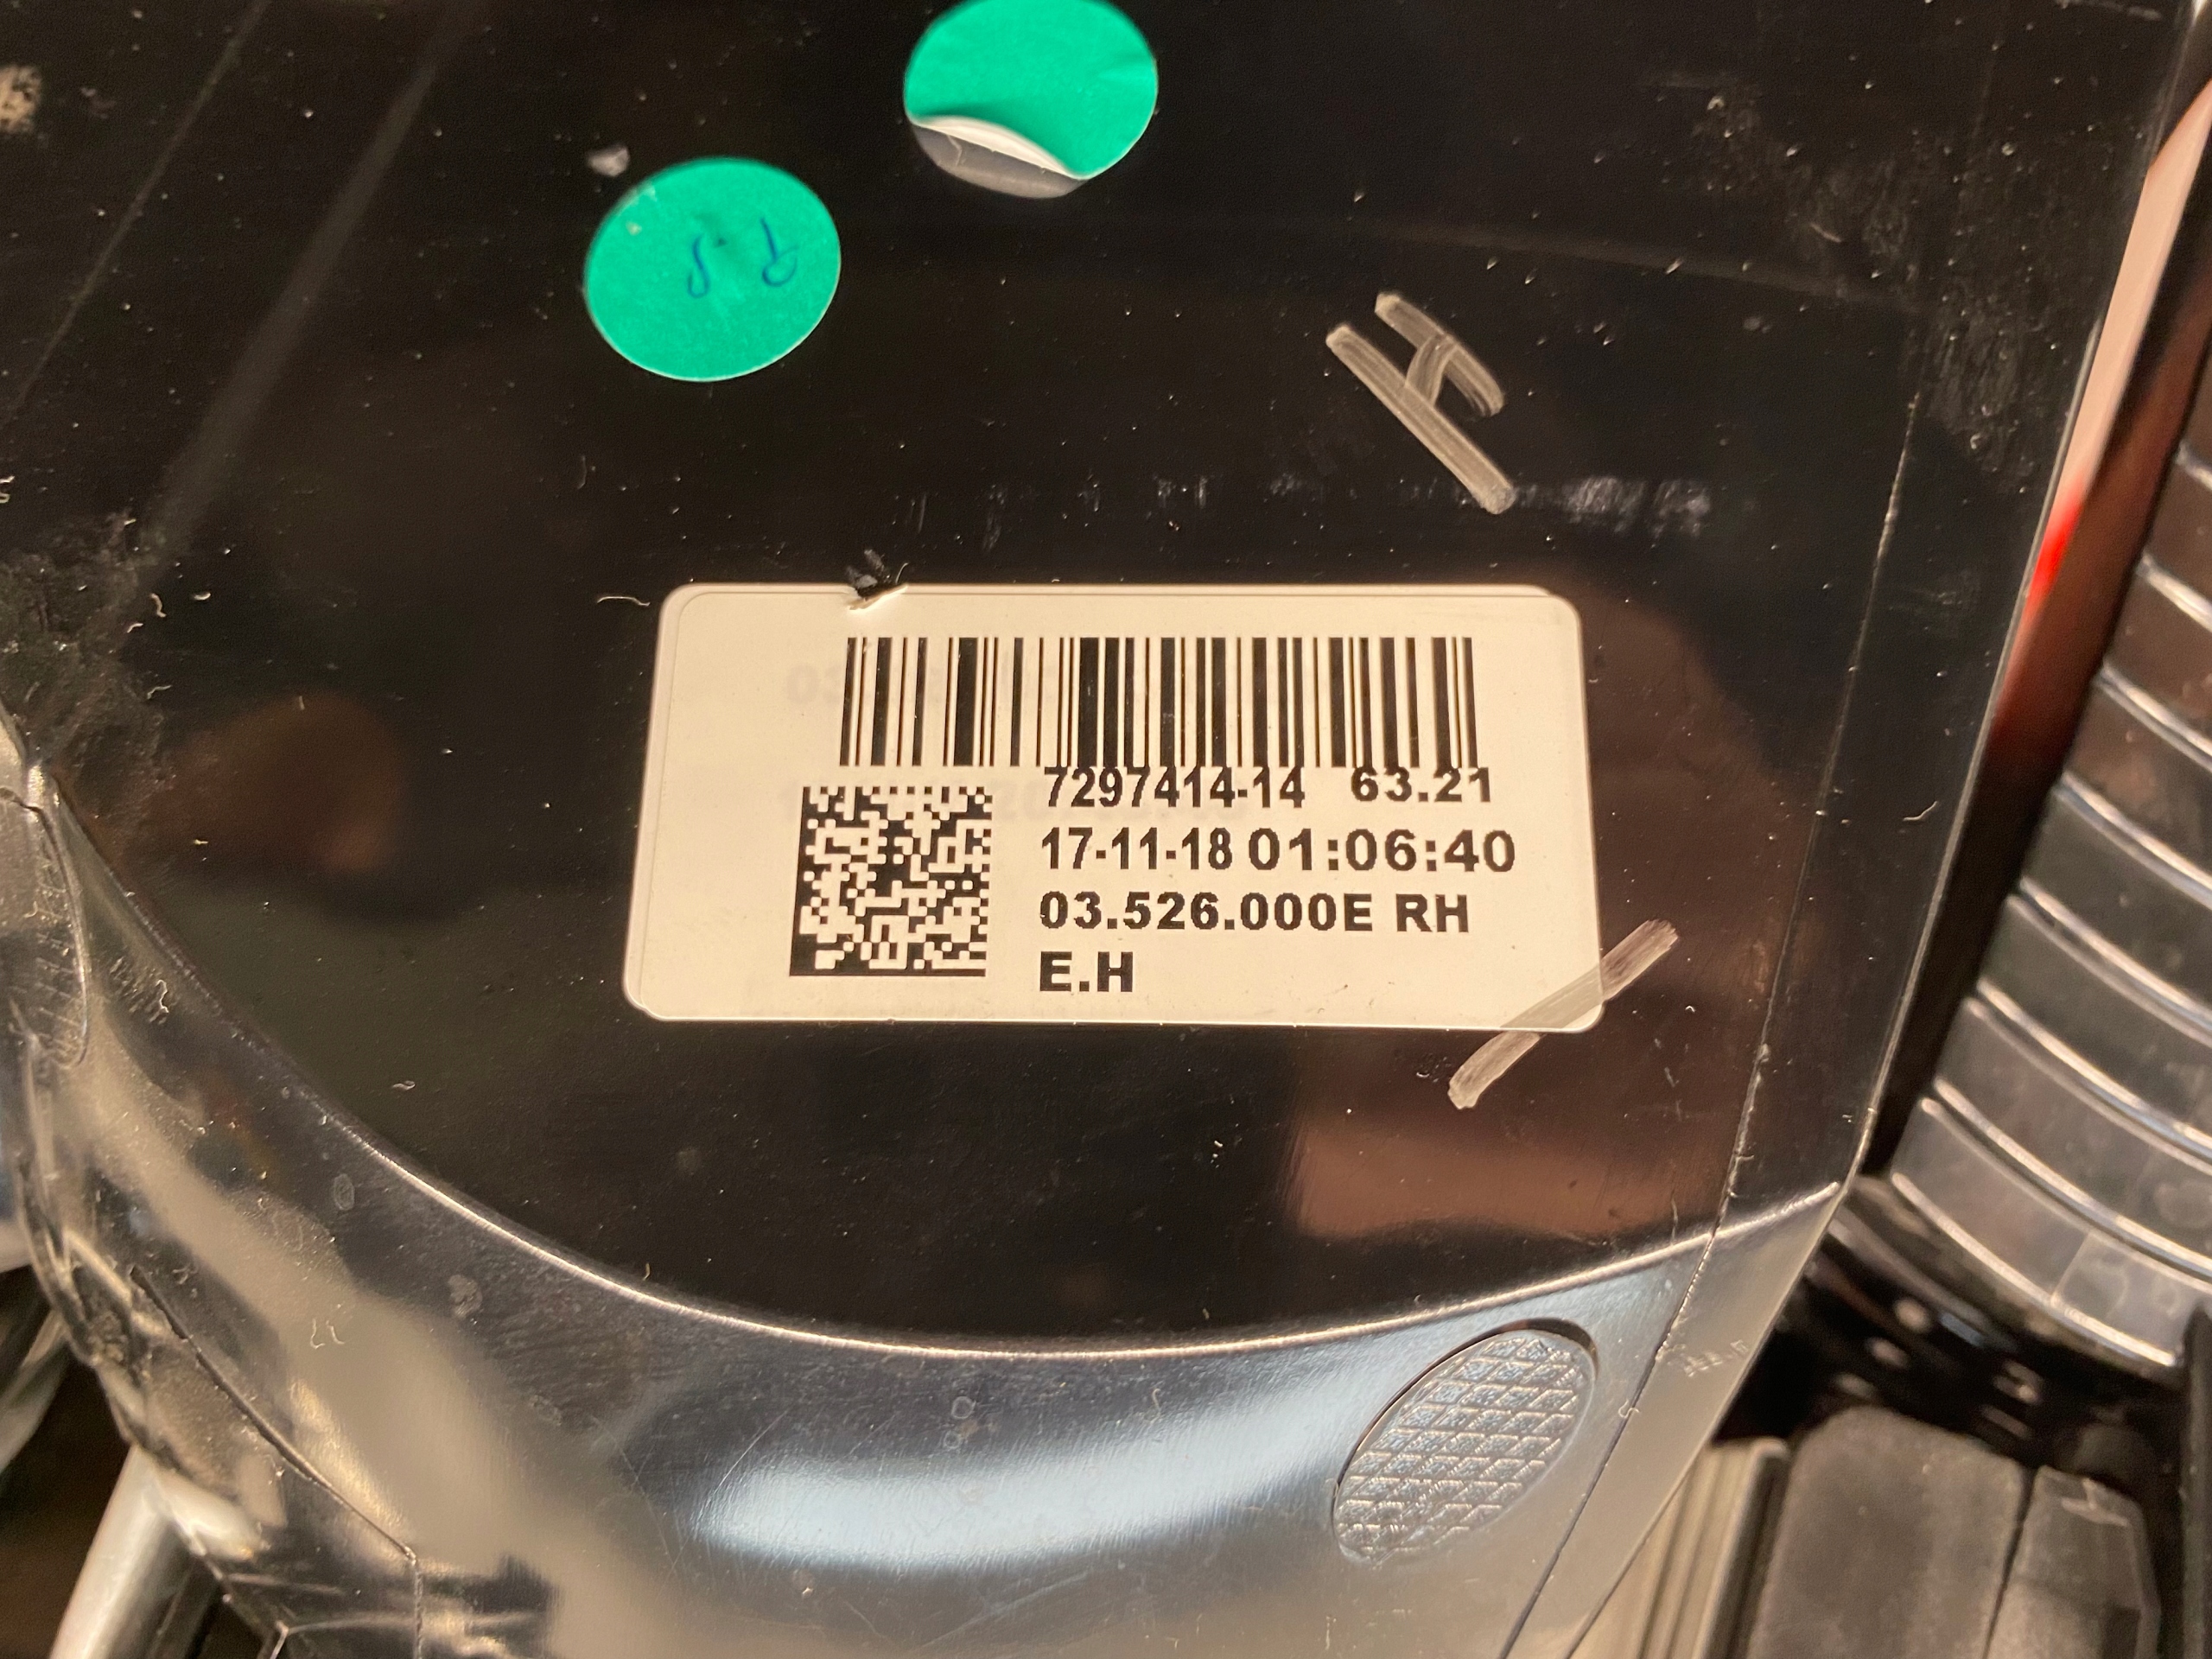 H
7297414-14 63.21
17-11-18 01:06:40
03.526.000E RH
E.H